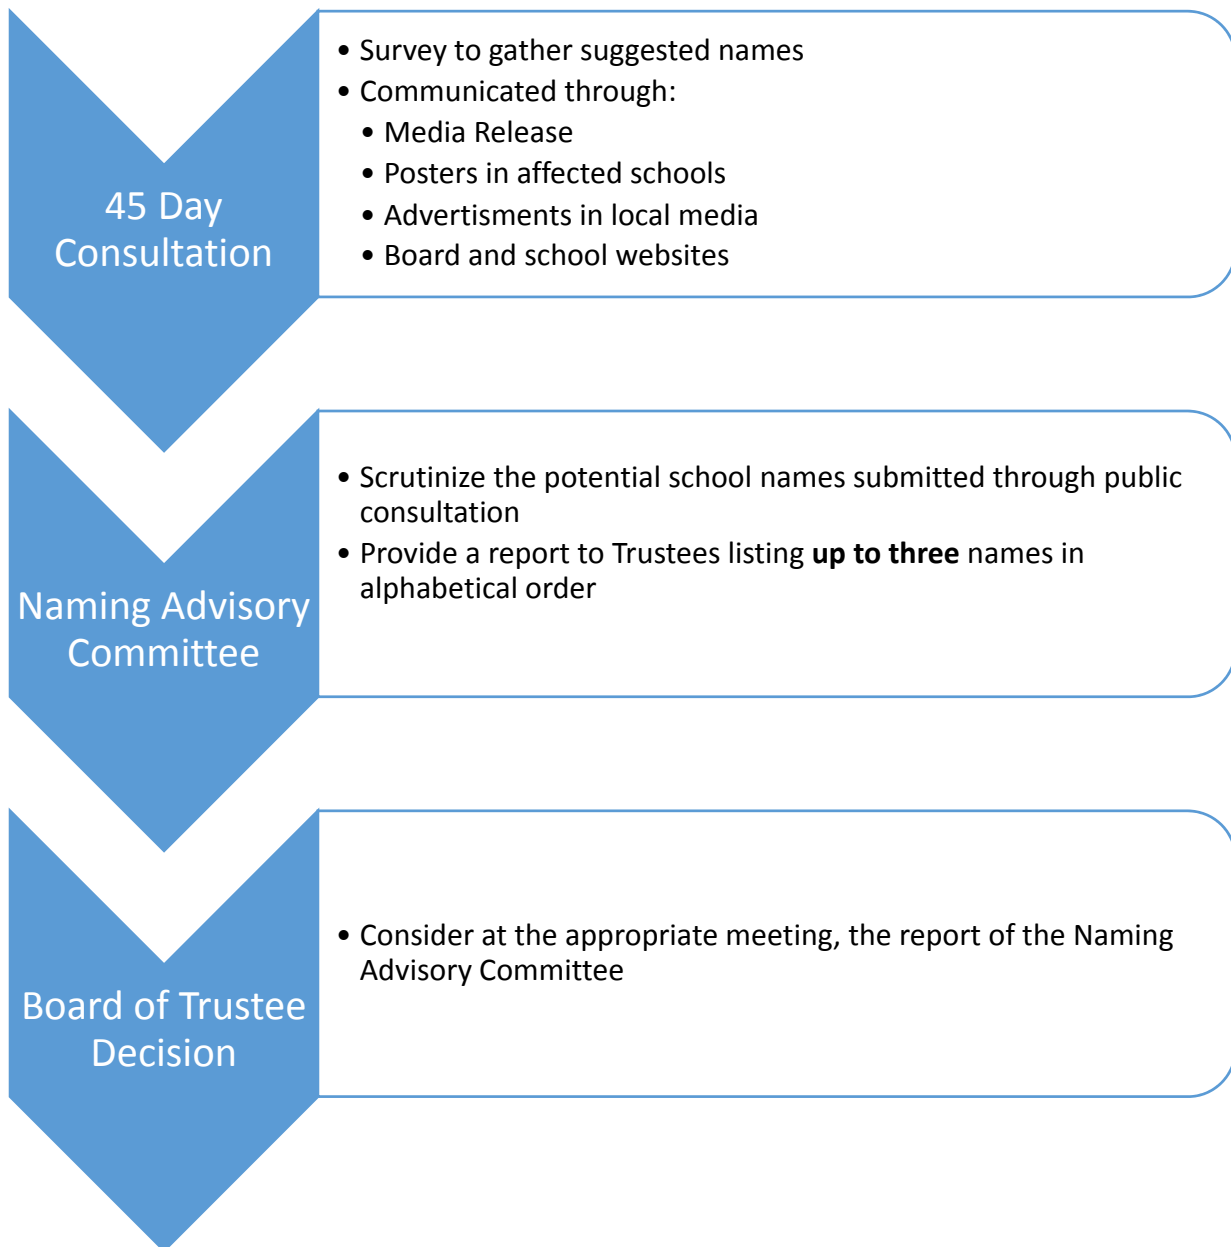 45 Day
Consultation
• Survey to gather suggested names
• Communicated through:
• Media Release
• Posters in affected schools
• Advertisments in local media
• Board and school websites
Naming Advisory
Committee
• Scrutinize the potential school names submitted through public
consultation
• Provide a report to Trustees listing up to three names in
alphabetical order
Board of Trustee
Decision
• Consider at the appropriate meeting, the report of the Naming
Advisory Committee